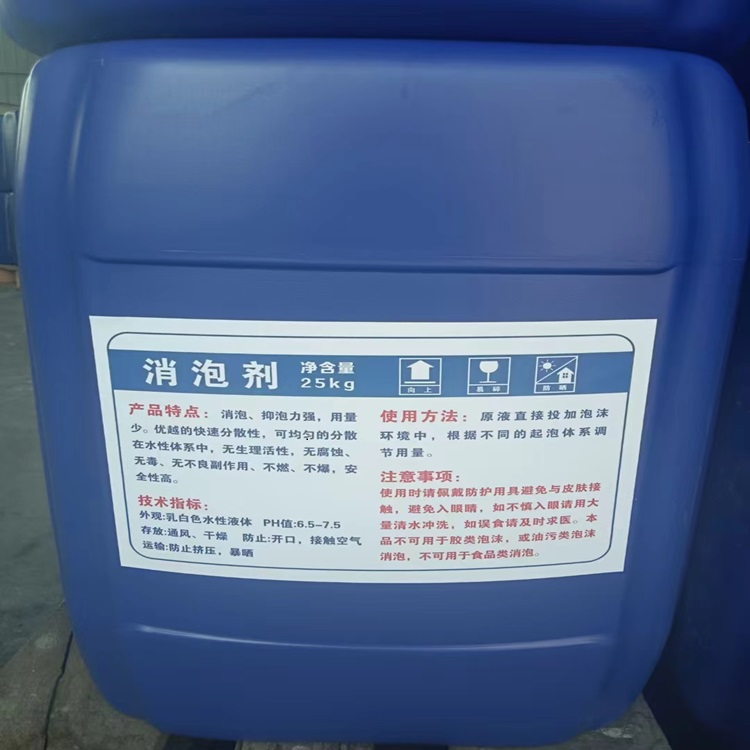 消泡剂
净含量
25kg
向上
易碎
防晒
产品特点：消泡、抑泡力强，用量
少。优越的快速分散性，可均匀的分散
在水性体系中，无生理活性，无腐蚀、
无毒、无不良副作用、不燃、不爆，安
全性高。
技术指标：
外观:乳白色水性液体 PH值:6.5-7.5
存放:通风、干燥 防止:开口，接触空气
运输:防止挤压，暴晒
使用方法：原液直接投加泡沫
环境中，根据不同的起泡体系调
节用量。
注意事项：
使用时请佩戴防护用具避免与皮肤接
触，避免入眼睛，如不慎入眼请用大
量清水冲洗，如误食请及时求医。本
品不可用于胶类泡沫，或油污类泡沫
消泡，不可用于食品类消泡。